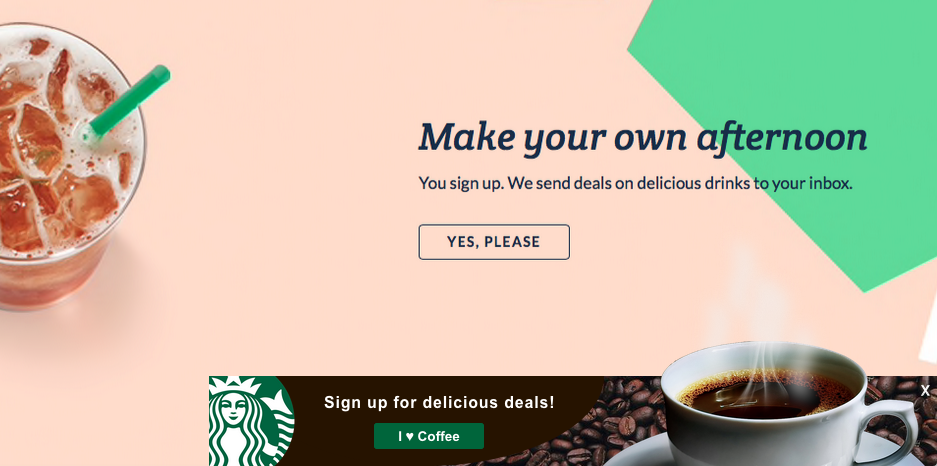 Make your own afternoon
You sign up. We send deals on delicious drinks to your inbox.
YES, PLEASE
Sign up for delicious deals!
X
I ♥ Coffee